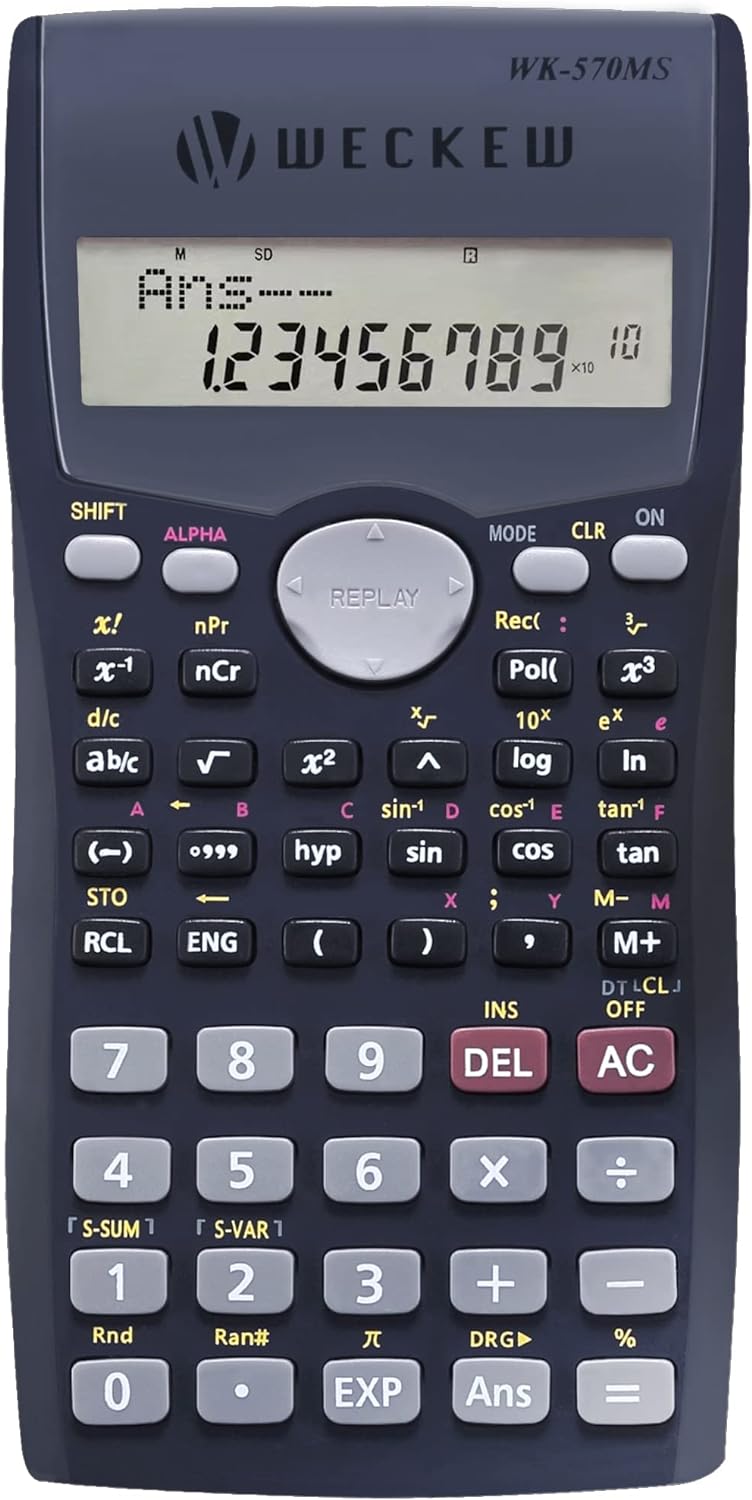 WK-570MS
WECKEW
M SD R
Ans--
1.23456789 ×10 10
SHIFT ALPHA MODE CLR ON
REPLAY
x! nPr Rec( : ³√
x⁻¹ nCr Pol( x³
d/c ˣ√ 10ˣ eˣ e
ab/c √ x² ^ log ln
A ← B C sin⁻¹ D cos⁻¹ E tan⁻¹ F
(−) °,,, hyp sin cos tan
STO ← X ; Y M− M
RCL ENG ( ) , M+
DT CL
INS OFF
7 8 9 DEL AC
4 5 6 × ÷
S-SUM S-VAR
1 2 3 + −
Rnd Ran# π DRG▶ %
0 • EXP Ans =